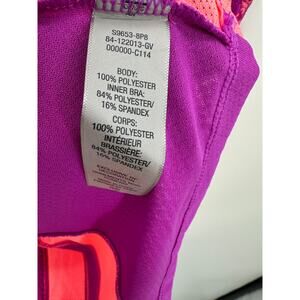 S9653-8P8
84-122013-GV
000000-C114
BODY:
100% POLYESTER
INNER BRA:
84% POLYESTER/
16% SPANDEX
CORPS:
100% POLYESTER
INTÉRIEUR
BRASSIÈRE:
84% POLYESTER/
16% SPANDEX